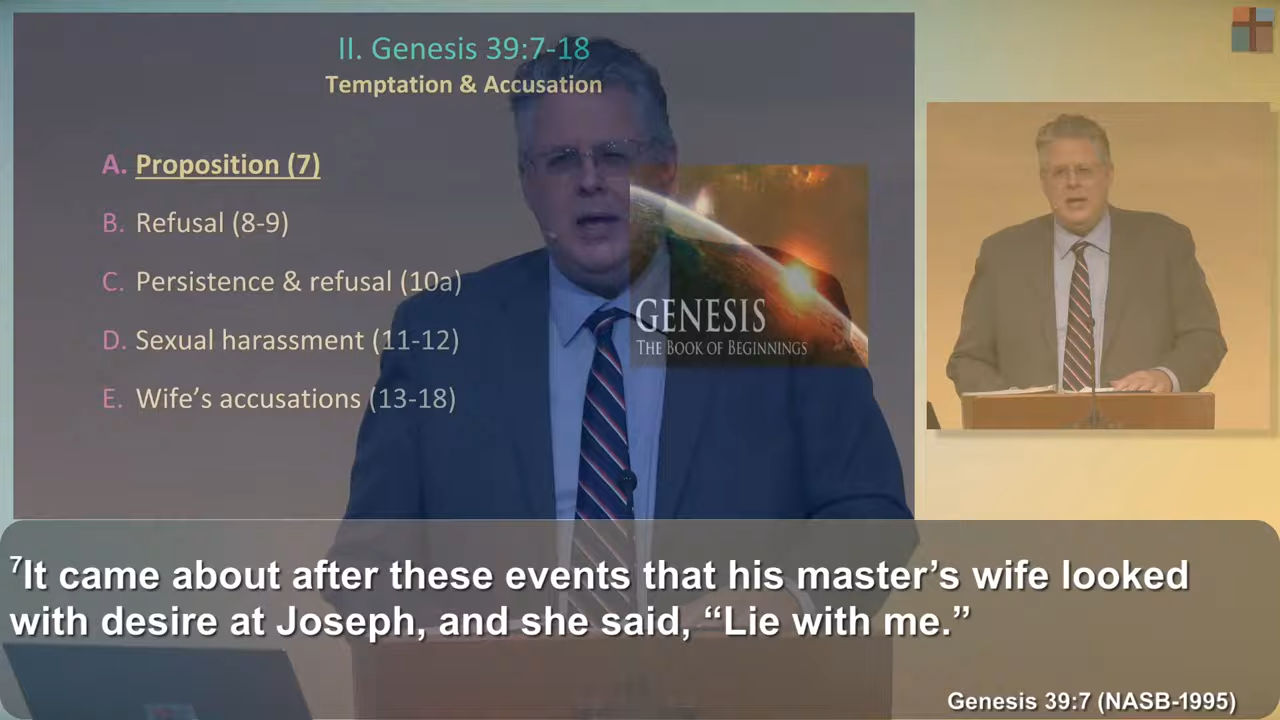 II. Genesis 39:7-18
Temptation & Accusation
A. Proposition (7)
B. Refusal (8-9)
C. Persistence & refusal (10a)
D. Sexual harassment (11-12)
E. Wife’s accusations (13-18)
GENESIS
THE BOOK OF BEGINNINGS
⁷It came about after these events that his master’s wife looked
with desire at Joseph, and she said, “Lie with me.”
Genesis 39:7 (NASB-1995)